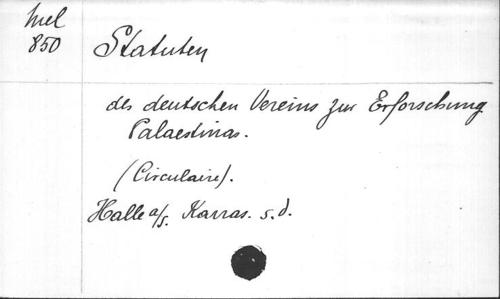 Mel
850
Statuten
des deutschen Vereins zur Erforschung
Palaestinas.
(Circulaire).
Halle a/S. Karras. s.d.